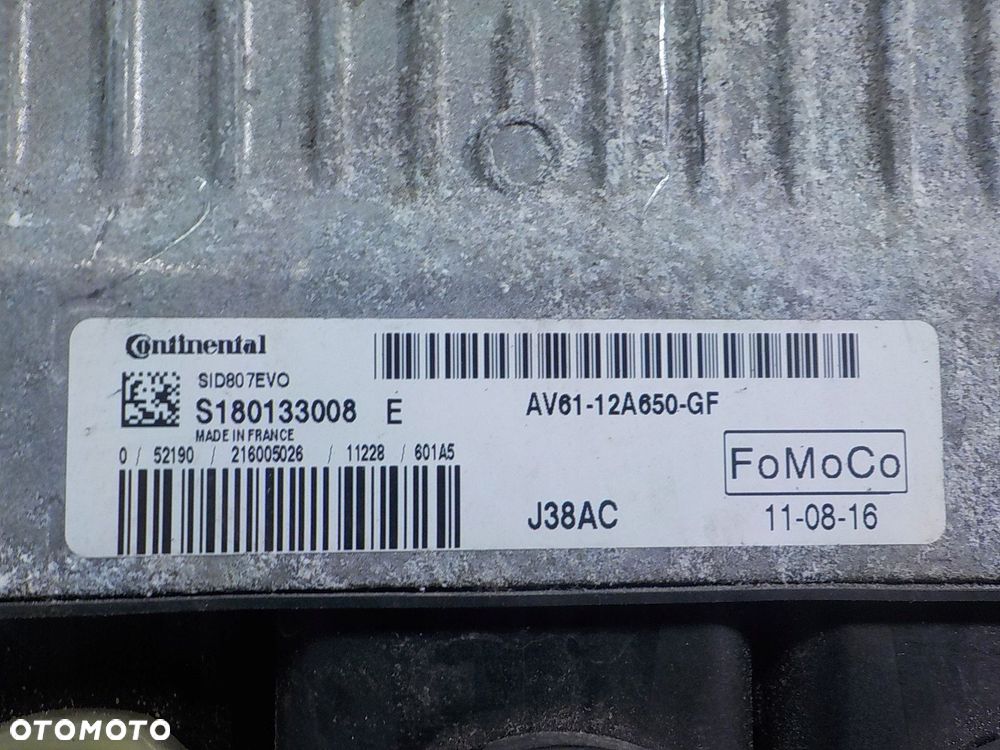 Continental
SID807EVO
S180133008 E
MADE IN FRANCE
0 / 52190 / 216005026 / 11228 / 601A5
AV61-12A650-GF
FoMoCo
J38AC
11-08-16
OTOMOTO